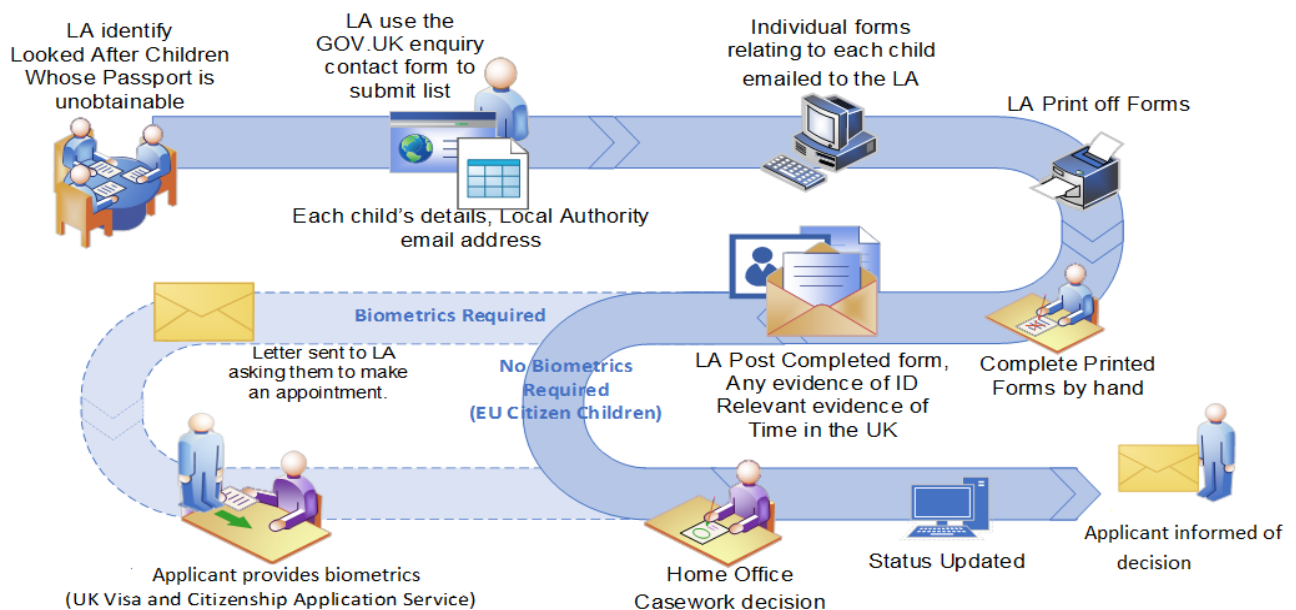 LA identify
Looked After Children
Whose Passport is
unobtainable
LA use the
GOV.UK enquiry
contact form to
submit list
Each child's details, Local Authority
email address
Individual forms
relating to each child
emailed to the LA
LA Print off Forms
Complete Printed
Forms by hand
LA Post Completed form,
Any evidence of ID
Relevant evidence of
Time in the UK
Biometrics Required
No Biometrics
Required
(EU Citizen Children)
Letter sent to LA
asking them to make
an appointment.
Applicant provides biometrics
(UK Visa and Citizenship Application Service)
Home Office
Casework decision
Status Updated
Applicant informed of
decision